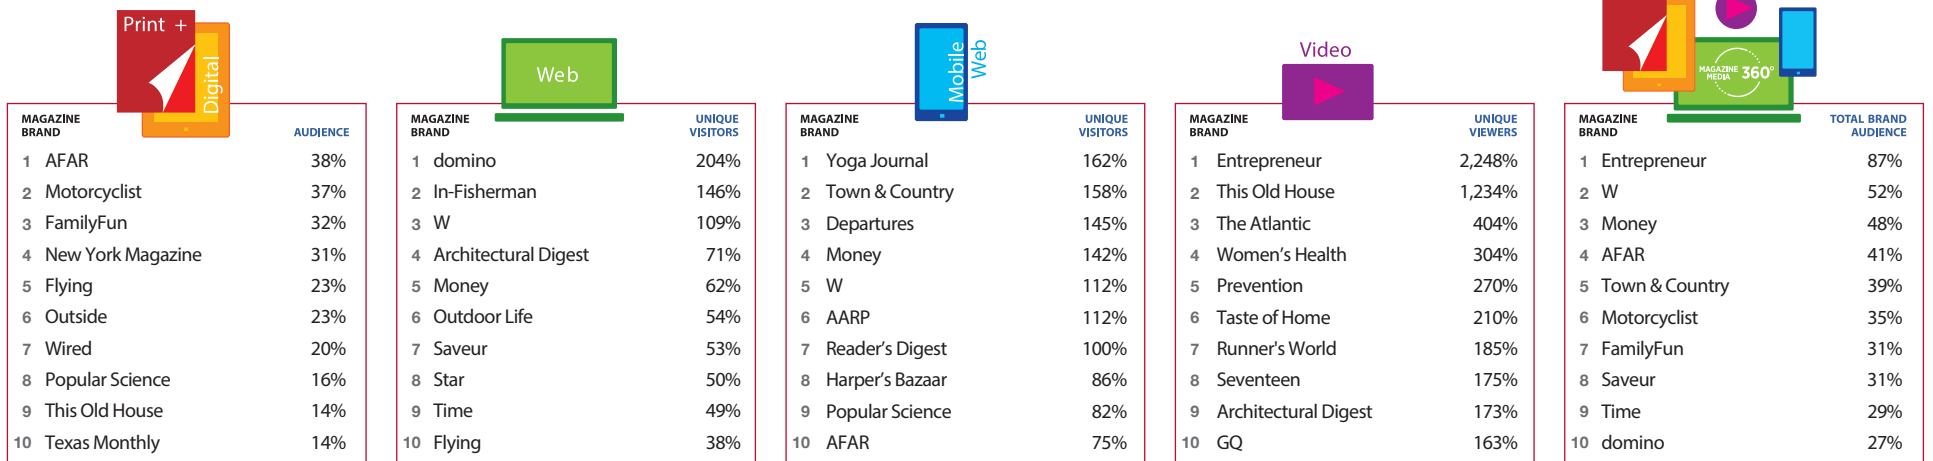 Print +
Digital
MAGAZINE
BRAND
AUDIENCE
1 AFAR 38%
2 Motorcyclist 37%
3 FamilyFun 32%
4 New York Magazine 31%
5 Flying 23%
6 Outside 23%
7 Wired 20%
8 Popular Science 16%
9 This Old House 14%
10 Texas Monthly 14%
Web
MAGAZINE
BRAND
UNIQUE
VISITORS
1 domino 204%
2 In-Fisherman 146%
3 W 109%
4 Architectural Digest 71%
5 Money 62%
6 Outdoor Life 54%
7 Saveur 53%
8 Star 50%
9 Time 49%
10 Flying 38%
Mobile
Web
MAGAZINE
BRAND
UNIQUE
VISITORS
1 Yoga Journal 162%
2 Town & Country 158%
3 Departures 145%
4 Money 142%
5 W 112%
6 AARP 112%
7 Reader's Digest 100%
8 Harper's Bazaar 86%
9 Popular Science 82%
10 AFAR 75%
Video
MAGAZINE
BRAND
UNIQUE
VIEWERS
1 Entrepreneur 2,248%
2 This Old House 1,234%
3 The Atlantic 404%
4 Women's Health 304%
5 Prevention 270%
6 Taste of Home 210%
7 Runner's World 185%
8 Seventeen 175%
9 Architectural Digest 173%
10 GQ 163%
MAGAZINE
MEDIA 360°
MAGAZINE
BRAND
TOTAL BRAND
AUDIENCE
1 Entrepreneur 87%
2 W 52%
3 Money 48%
4 AFAR 41%
5 Town & Country 39%
6 Motorcyclist 35%
7 FamilyFun 31%
8 Saveur 31%
9 Time 29%
10 domino 27%